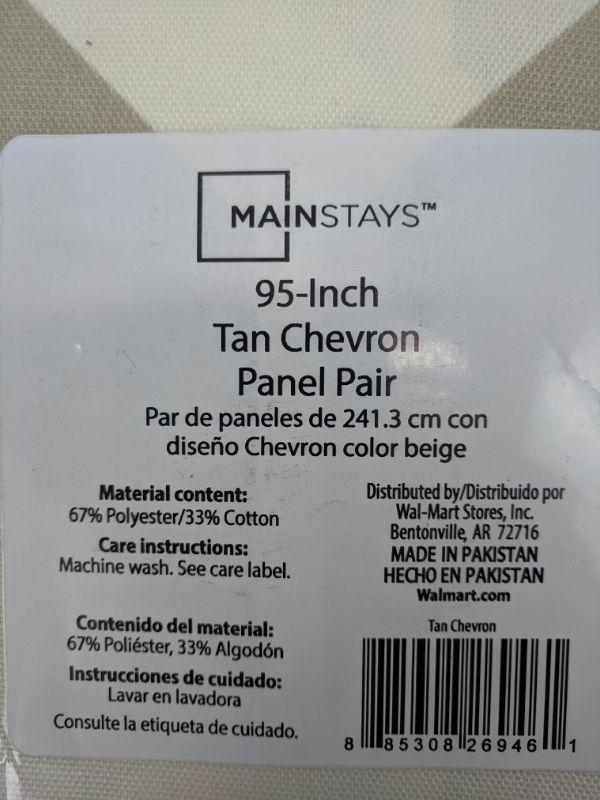 MAINSTAYS™
95-Inch
Tan Chevron
Panel Pair
Par de paneles de 241.3 cm con
diseño Chevron color beige
Material content:
67% Polyester/33% Cotton
Care instructions:
Machine wash. See care label.
Contenido del material:
67% Poliéster, 33% Algodón
Instrucciones de cuidado:
Lavar en lavadora
Consulte la etiqueta de cuidado.
Distributed by/Distribuido por
Wal-Mart Stores, Inc.
Bentonville, AR 72716
MADE IN PAKISTAN
HECHO EN PAKISTAN
Walmart.com
Tan Chevron
8 85308 26946 1